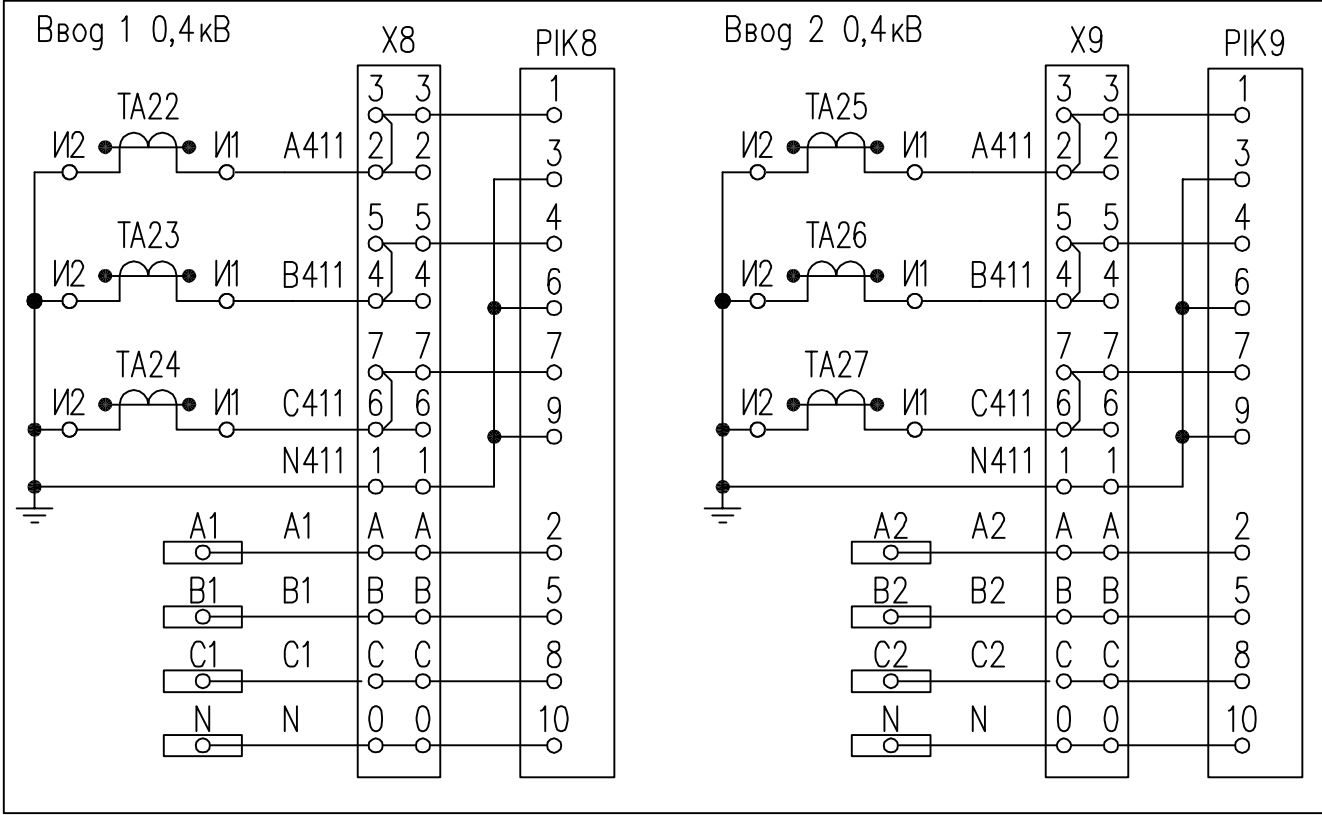 Ввод 1 0,4кВ
X8
PIK8
Ввод 2 0,4кВ
X9
PIK9
3 3 1
TA22
И2 И1 A411 2 2 3
5 5 4
TA23
И2 И1 B411 4 4 6
7 7 7
TA24
И2 И1 C411 6 6 9
N411 1 1
A1 A1 A A 2
B1 B1 B B 5
C1 C1 C C 8
N N 0 0 10
3 3 1
TA25
И2 И1 A411 2 2 3
5 5 4
TA26
И2 И1 B411 4 4 6
7 7 7
TA27
И2 И1 C411 6 6 9
N411 1 1
A2 A2 A A 2
B2 B2 B B 5
C2 C2 C C 8
N N 0 0 10